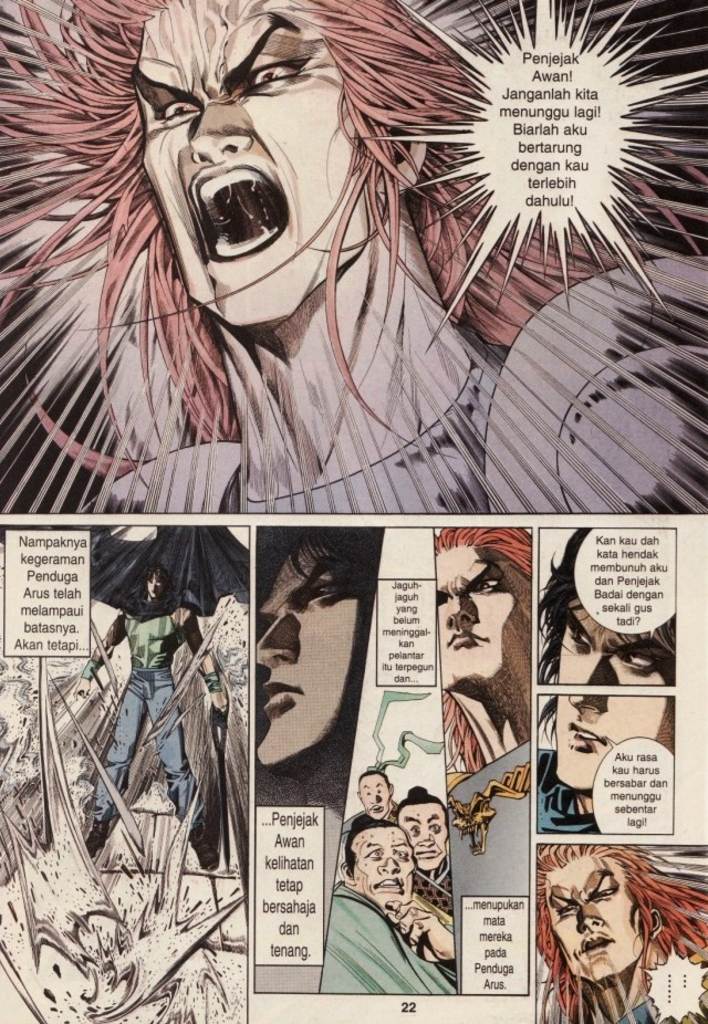 Penjejak
Awan!
Janganlah kita
menunggu lagi!
Biarlah aku
bertarung
dengan kau
terlebih
dahulu!
Nampaknya
kegeraman
Penduga
Arus telah
melampaui
batasnya.
Akan tetapi...
...Penjejak
Awan
kelihatan
tetap
bersahaja
dan
tenang.
Jaguh-
jaguh
yang
belum
meninggal-
kan
pelantar
itu terpegun
dan...
...menupukan
mata
mereka
pada
Penduga
Arus.
Kan kau dah
kata hendak
membunuh aku
dan Penjejak
Badai dengan
sekali gus
tadi?
Aku rasa
kau harus
bersabar dan
menunggu
sebentar
lagi!
......
...
22